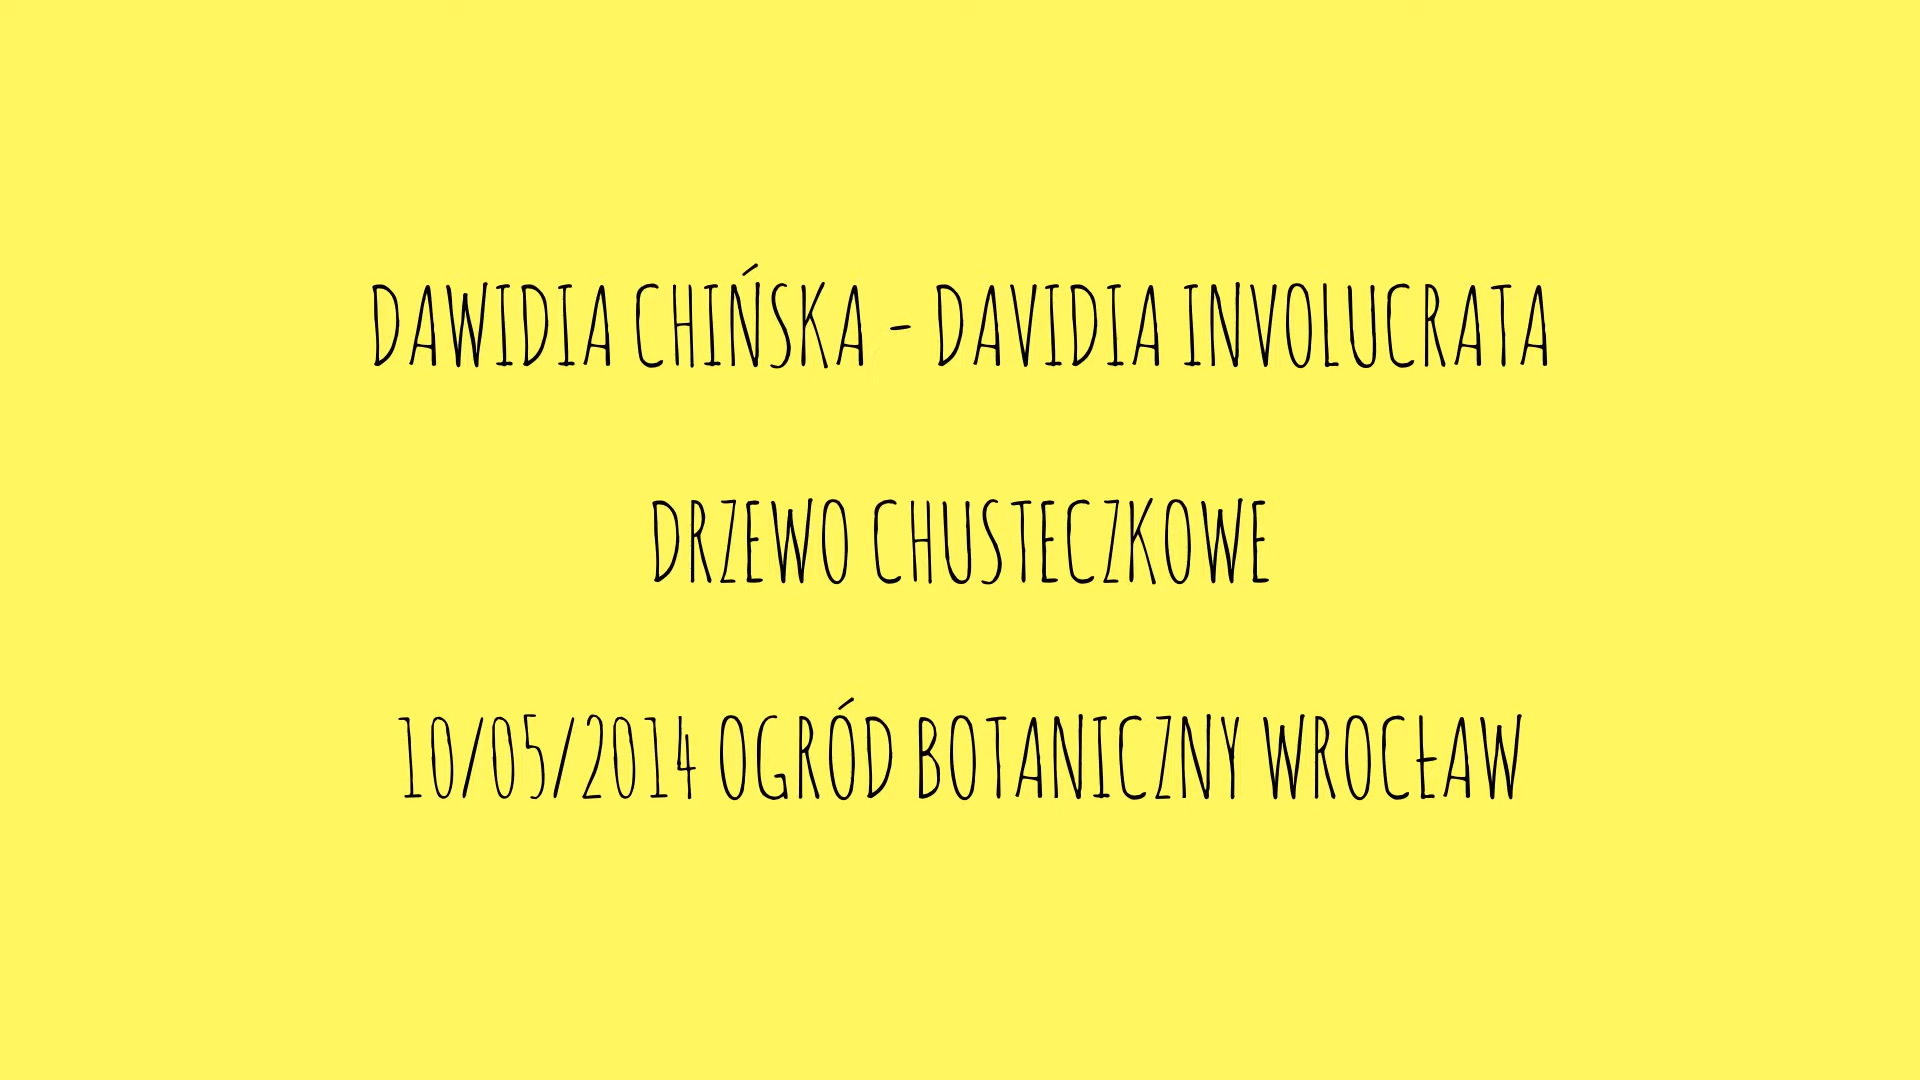 DAWIDIA CHIŃSKA - DAVIDIA INVOLUCRATA
DRZEWO CHUSTECZKOWE
10/05/2014 OGRÓD BOTANICZNY WROCŁAW